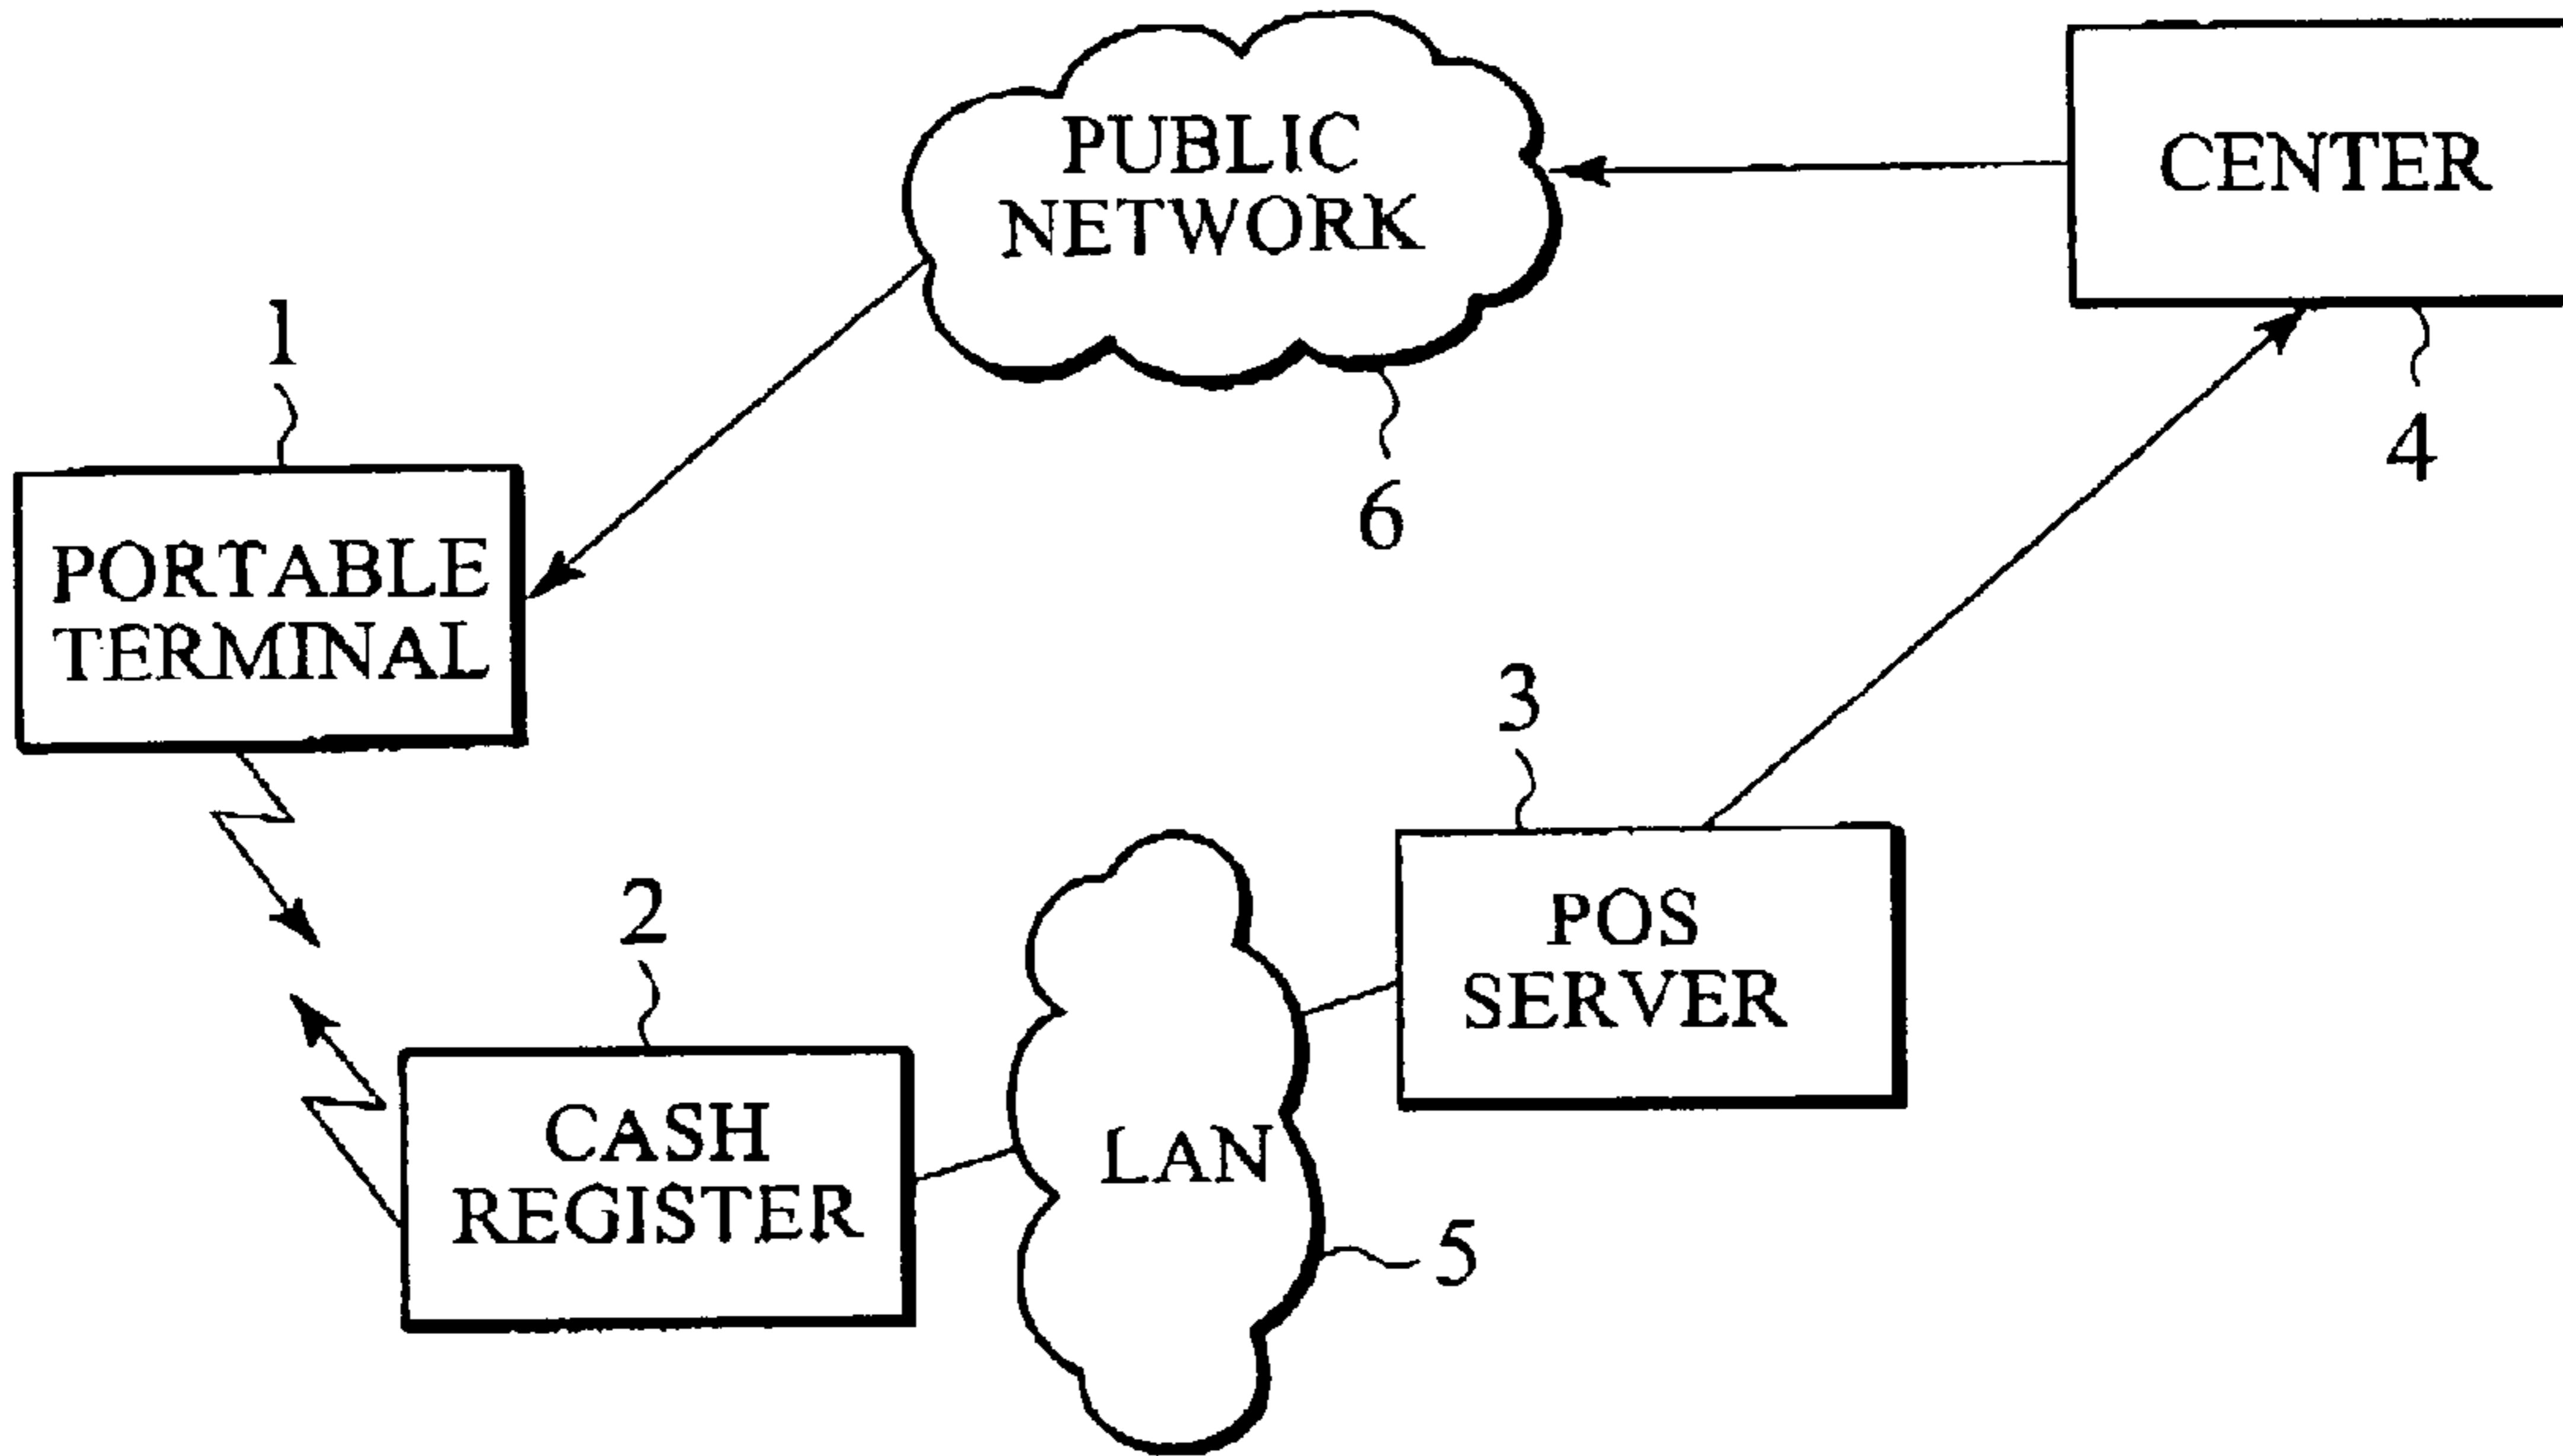 PUBLIC
NETWORK
6
CENTER
4
1
PORTABLE
TERMINAL
3
POS
SERVER
2
CASH
REGISTER
LAN
5